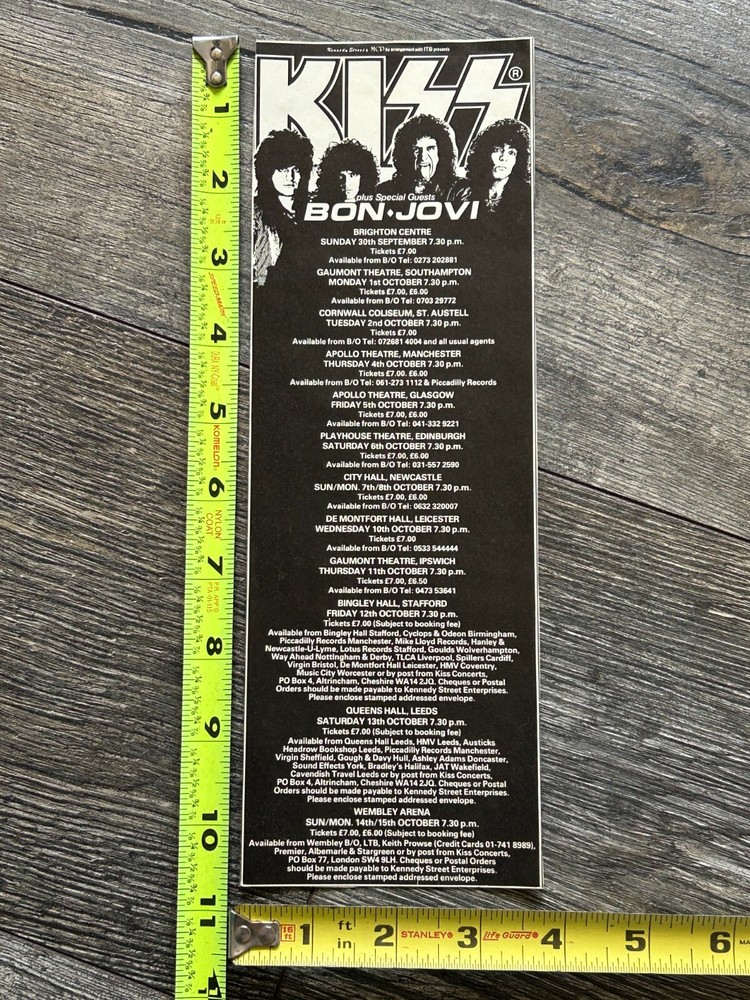 Kennedy Street & MCP by arrangement with ITB presents
KISS®
plus Special Guests
BON•JOVI
BRIGHTON CENTRE
SUNDAY 30th SEPTEMBER 7.30 p.m.
Tickets £7.00
Available from B/O Tel: 0273 202881
GAUMONT THEATRE, SOUTHAMPTON
MONDAY 1st OCTOBER 7.30 p.m.
Tickets £7.00, £6.00
Available from B/O Tel: 0703 29772
CORNWALL COLISEUM, ST. AUSTELL
TUESDAY 2nd OCTOBER 7.30 p.m.
Tickets £7.00
Available from B/O Tel: 072681 4004 and all usual agents
APOLLO THEATRE, MANCHESTER
THURSDAY 4th OCTOBER 7.30 p.m.
Tickets £7.00, £6.00
Available from B/O Tel: 061-273 1112 & Piccadilly Records
APOLLO THEATRE, GLASGOW
FRIDAY 5th OCTOBER 7.30 p.m.
Tickets £7.00, £6.00
Available from B/O Tel: 041-332 9221
PLAYHOUSE THEATRE, EDINBURGH
SATURDAY 6th OCTOBER 7.30 p.m.
Tickets £7.00, £6.00
Available from B/O Tel: 031-557 2590
CITY HALL, NEWCASTLE
SUN/MON. 7th/8th OCTOBER 7.30 p.m.
Tickets £7.00, £6.00
Available from B/O Tel: 0632 320007
DE MONTFORT HALL, LEICESTER
WEDNESDAY 10th OCTOBER 7.30 p.m.
Tickets £7.00
Available from B/O Tel: 0533 544444
GAUMONT THEATRE, IPSWICH
THURSDAY 11th OCTOBER 7.30 p.m.
Tickets £7.00, £6.50
Available from B/O Tel: 0473 53641
BINGLEY HALL, STAFFORD
FRIDAY 12th OCTOBER 7.30 p.m.
Tickets £7.00 (Subject to booking fee)
Available from Bingley Hall Stafford, Cyclops & Odeon Birmingham,
Piccadilly Records Manchester, Mike Lloyd Records, Hanley &
Newcastle-U-Lyme, Lotus Records Stafford, Goulds Wolverhampton,
Way Ahead Nottingham & Derby, TLCA Liverpool, Spillers Cardiff,
Virgin Bristol, De Montfort Hall Leicester, HMV Coventry,
Music City Worcester or by post from Kiss Concerts,
PO Box 4, Altrincham, Cheshire WA14 2JQ. Cheques or Postal
Orders should be made payable to Kennedy Street Enterprises.
Please enclose stamped addressed envelope.
QUEENS HALL, LEEDS
SATURDAY 13th OCTOBER 7.30 p.m.
Tickets £7.00 (Subject to booking fee)
Available from Queens Hall Leeds, HMV Leeds, Austicks
Headrow Bookshop Leeds, Piccadilly Records Manchester,
Virgin Sheffield, Gough & Davy Hull, Ashley Adams Doncaster,
Sound Effects York, Bradley's Halifax, JAT Wakefield,
Cavendish Travel Leeds or by post from Kiss Concerts,
PO Box 4, Altrincham, Cheshire WA14 2JQ. Cheques or Postal
Orders should be made payable to Kennedy Street Enterprises.
Please enclose stamped addressed envelope.
WEMBLEY ARENA
SUN/MON. 14th/15th OCTOBER 7.30 p.m.
Tickets £7.00, £6.00 (Subject to booking fee)
Available from Wembley B/O, LTB, Keith Prowse (Credit Cards 01-741 8989),
Premier, Albemarle & Stargreen or by post from Kiss Concerts,
PO Box 77, London SW4 9LH. Cheques or Postal Orders
should be made payable to Kennedy Street Enterprises.
Please enclose stamped addressed envelope.
1 2 3 4 5 6 7 8 9 10 11
KOMELON
NYLON
COAT
16 ft
1 ft in 2 STANLEY® 3 Life Guard® 4 5 6